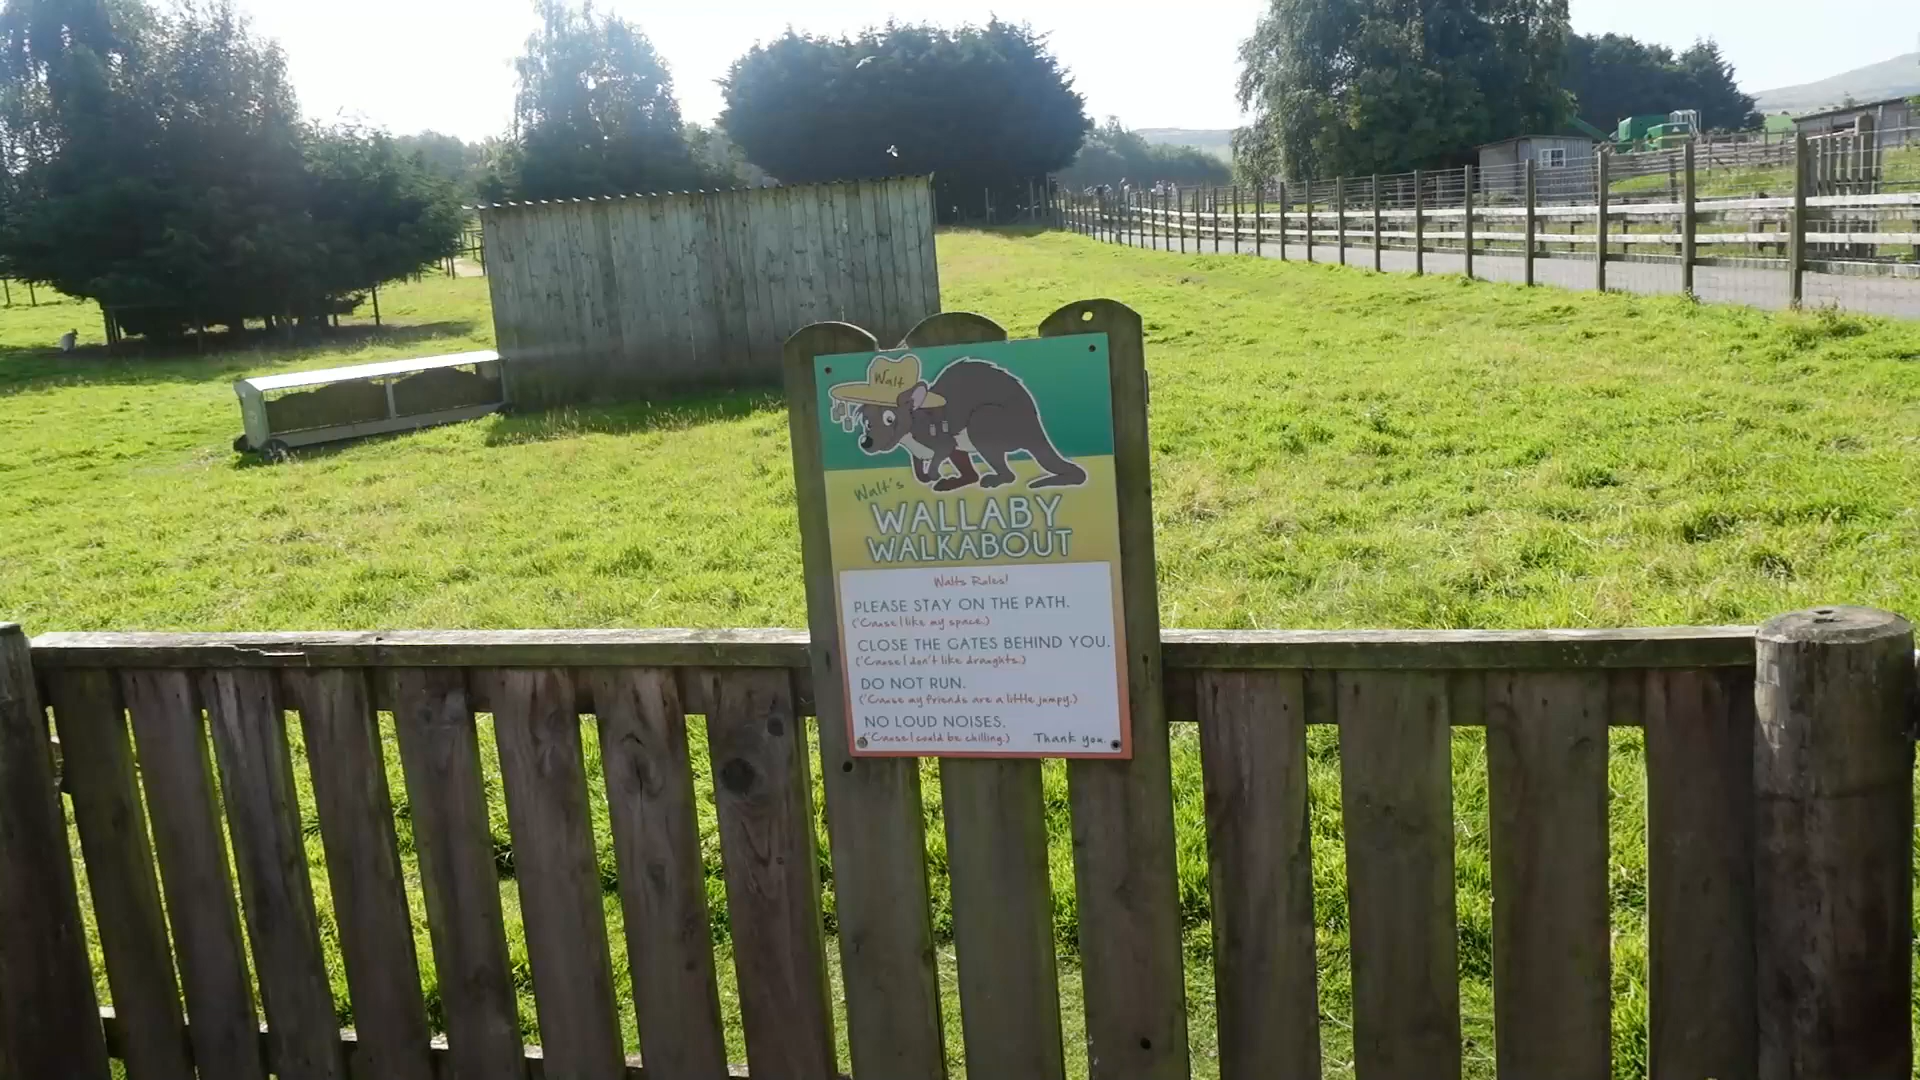 Walt
Walt's
WALLABY
WALKABOUT
Walts Rules!
PLEASE STAY ON THE PATH.
('Cause I like my space.)
CLOSE THE GATES BEHIND YOU.
('Cause I don't like draughts.)
DO NOT RUN.
('Cause my friends are a little jumpy.)
NO LOUD NOISES.
('Cause I could be chilling.) Thank you.